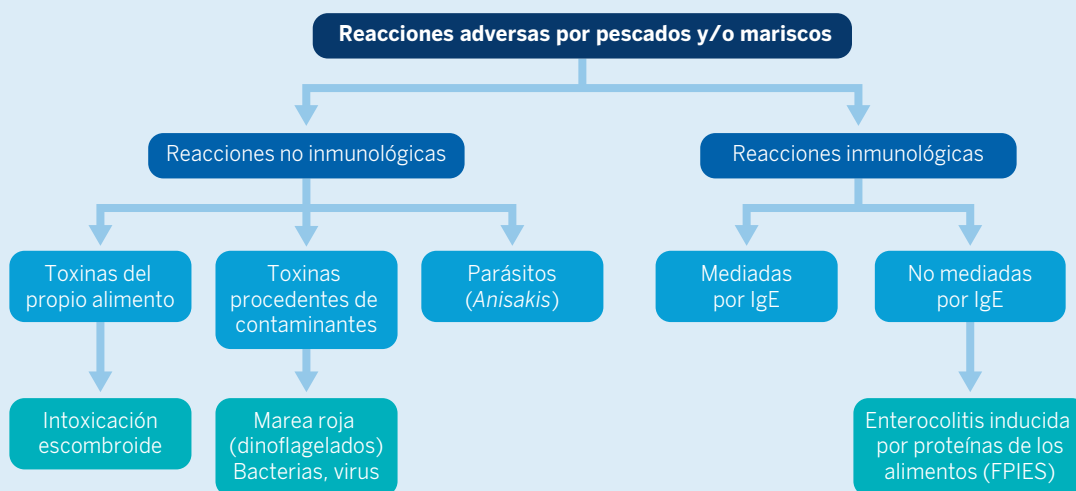 Reacciones adversas por pescados y/o mariscos
Reacciones no inmunológicas
Reacciones inmunológicas
Toxinas del
propio alimento
Toxinas
procedentes de
contaminantes
Parásitos
(Anisakis)
Mediadas
por IgE
No mediadas
por IgE
Intoxicación
escombroide
Marea roja
(dinoflagelados)
Bacterias, virus
Enterocolitis inducida
por proteínas de los
alimentos (FPIES)